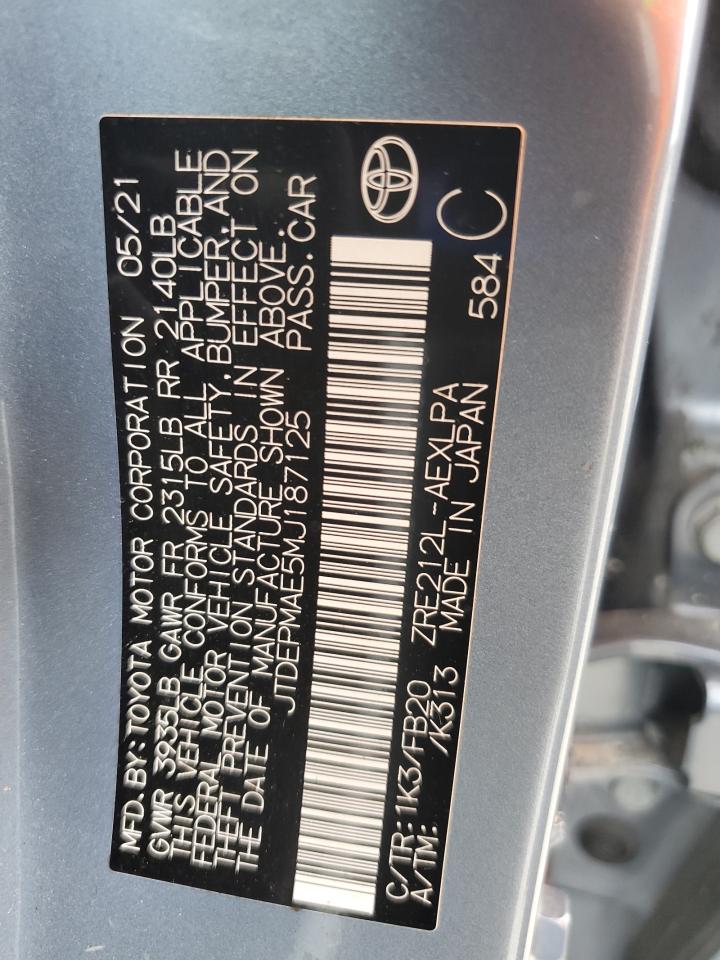 MFD.BY:TOYOTA MOTOR CORPORATION 05/21
GVWR 3935LB GAWR FR 2315LB RR 2140LB
THIS VEHICLE CONFORMS TO ALL APPLICABLE
FEDERAL MOTOR VEHICLE SAFETY,BUMPER,AND
THEFT PREVENTION STANDARDS IN EFFECT ON
THE DATE OF MANUFACTURE SHOWN ABOVE.
JTDEPMAE5MJ187125 PASS.CAR
C/TR:1K3/FB20 ZRE212L-AEXLPA 584 C
A/TM: /K313 MADE IN JAPAN